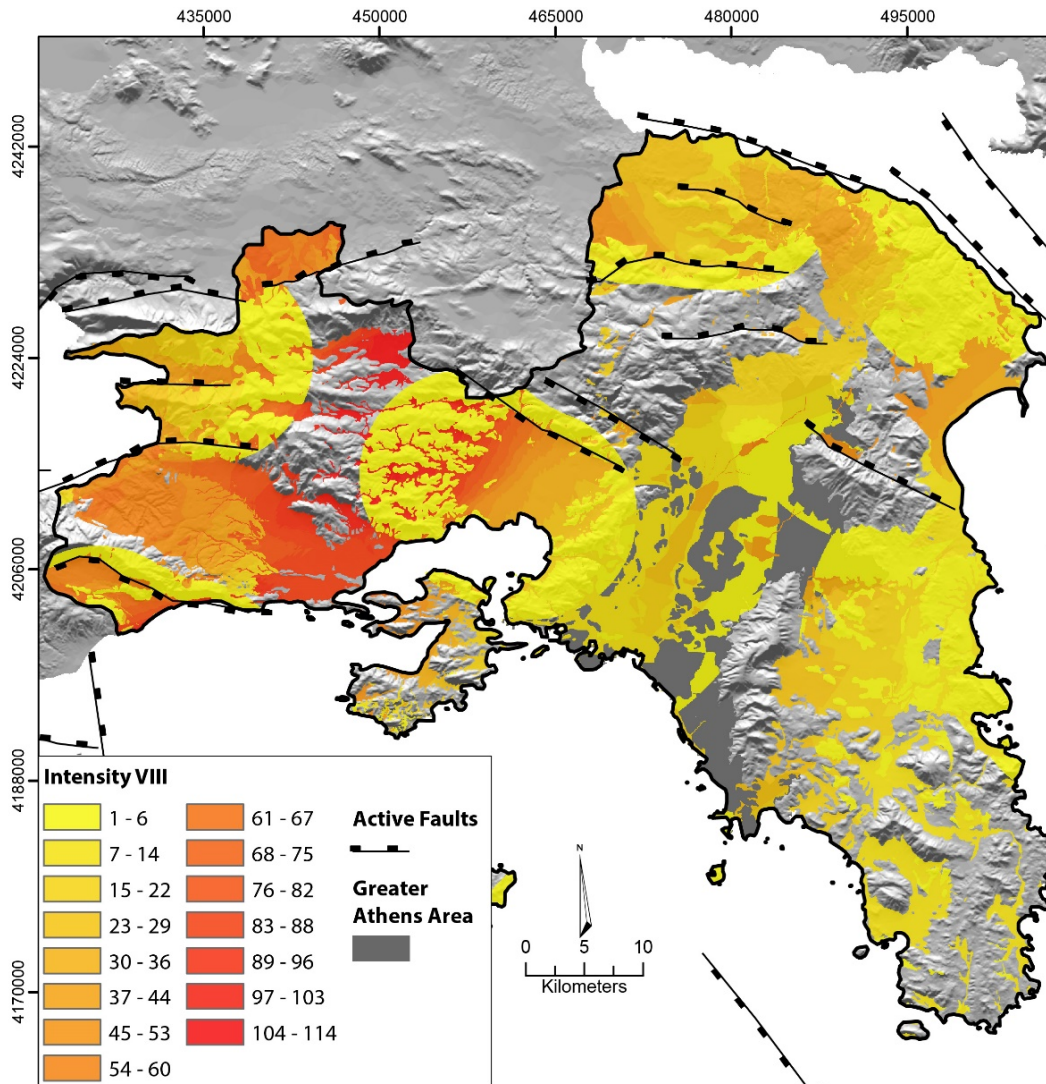 435000 450000 465000 480000 495000
4242000
4224000
4206000
4188000
4170000
Intensity VIII
1 - 6
7 - 14
15 - 22
23 - 29
30 - 36
37 - 44
45 - 53
54 - 60
61 - 67
68 - 75
76 - 82
83 - 88
89 - 96
97 - 103
104 - 114
Active Faults
Greater
Athens Area
N
0 5 10
Kilometers